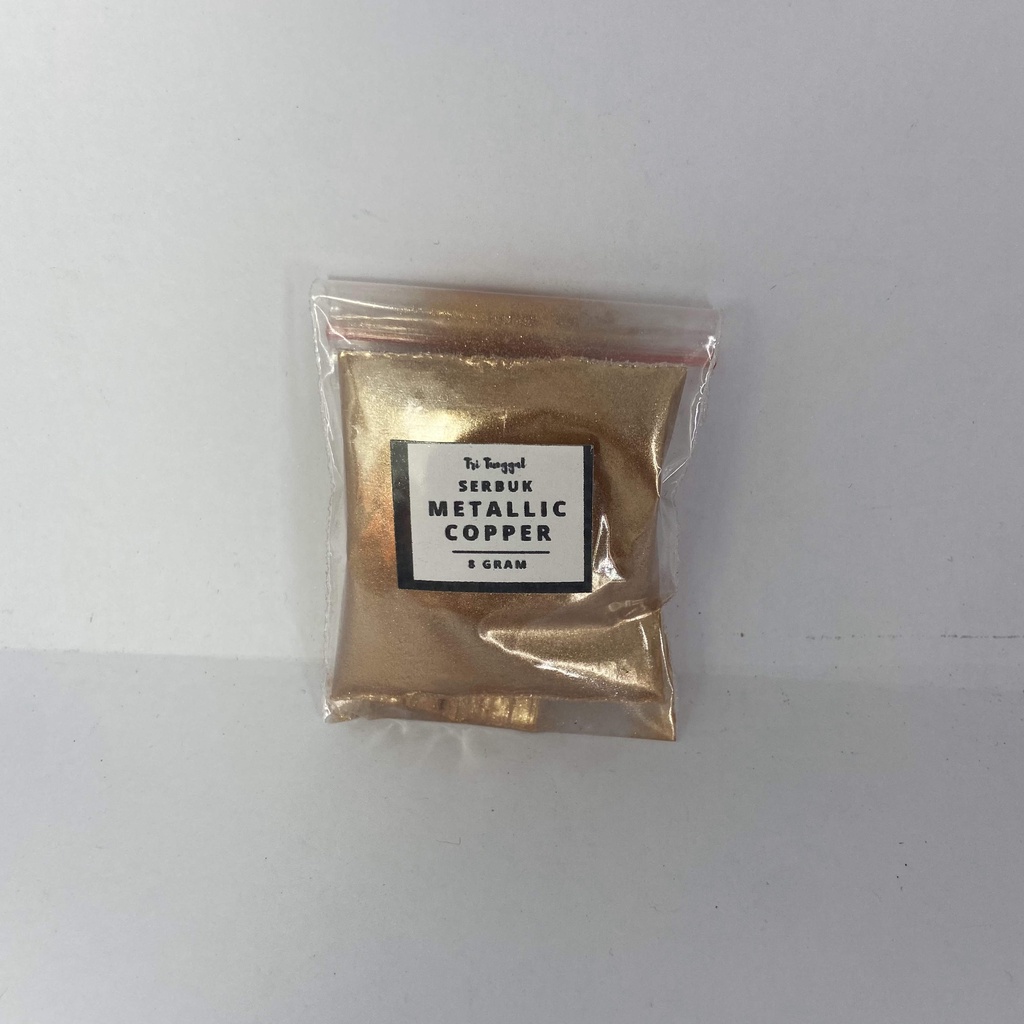 Tri Tunggal
SERBUK
METALLIC
COPPER
8 GRAM